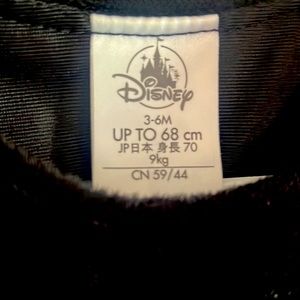 Disney
3-6M
UP TO 68 cm
JP日本 身長 70
9kg
CN 59/44